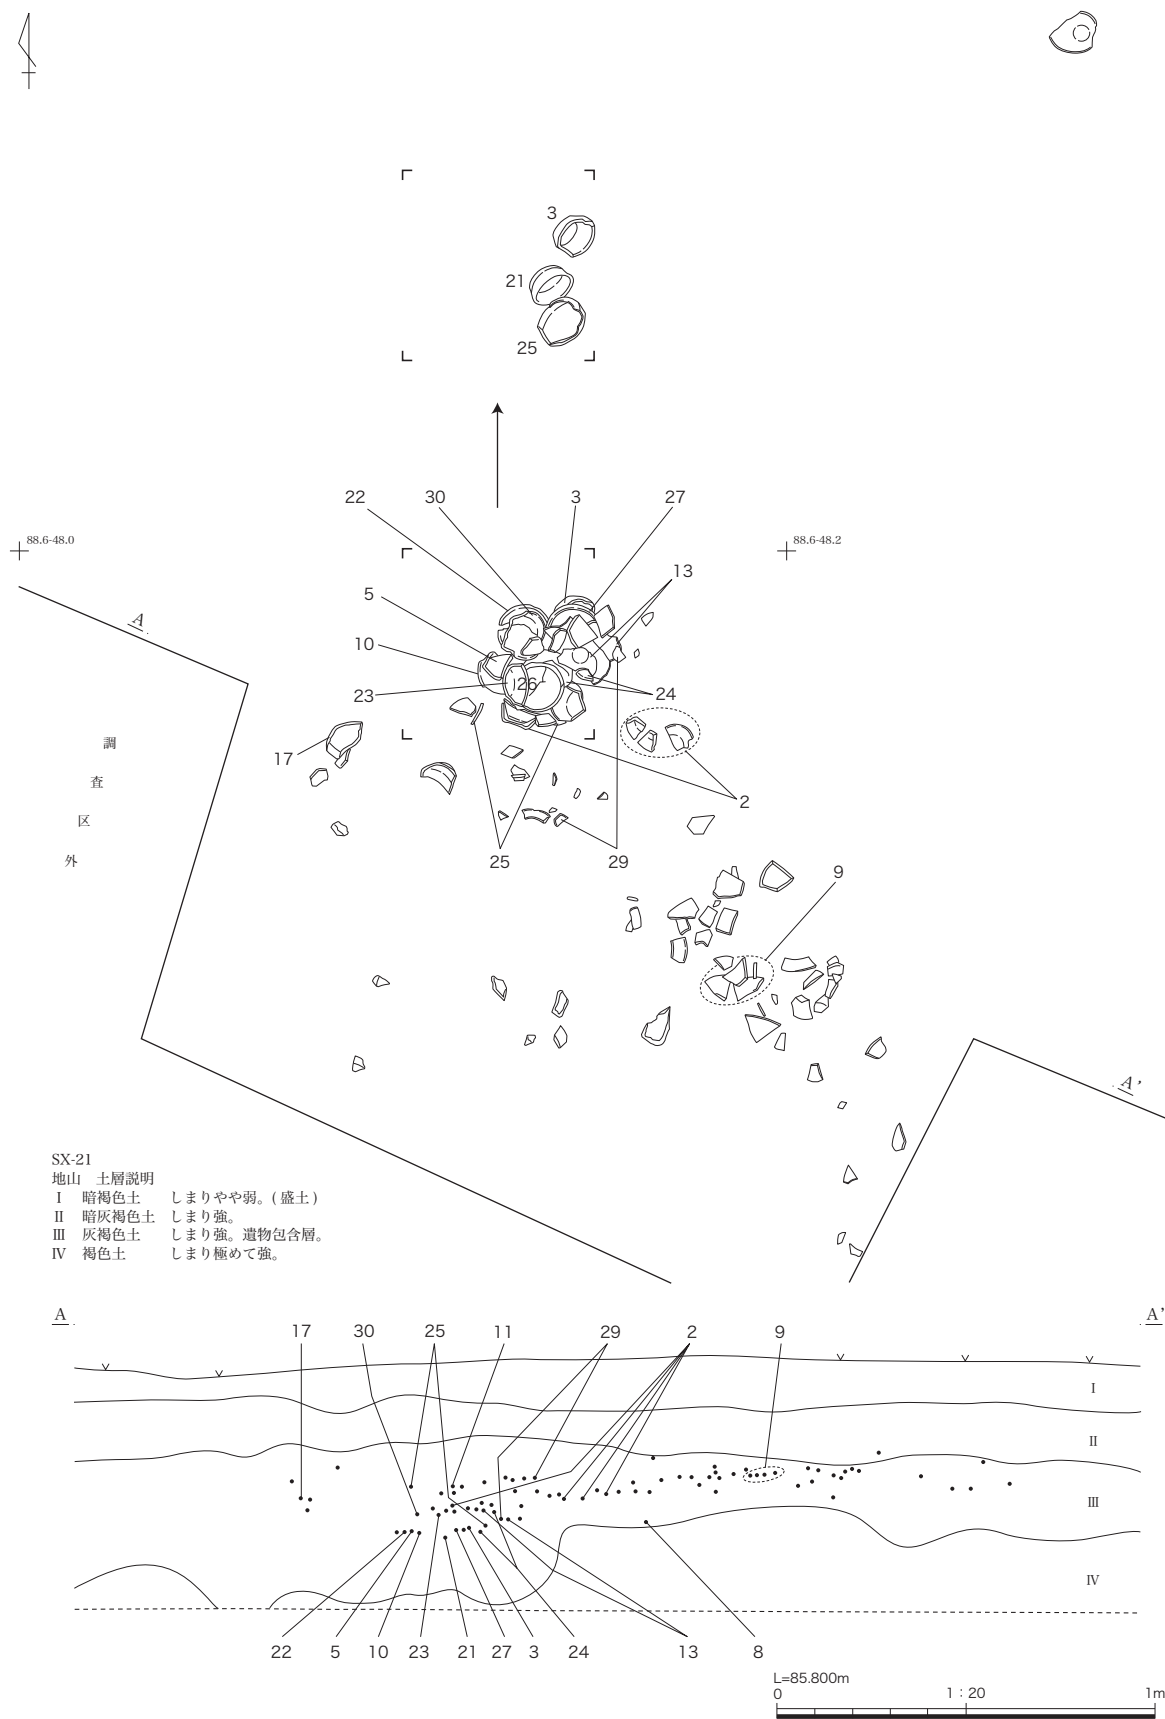 3
21
25
22 30 3 27
88.6-48.0
88.6-48.2
13
5
A
10
26
23
24
調
査
区
外
17
2
25
29
9
A’
SX-21
地山　土層説明
Ⅰ　暗褐色土　しまりやや弱。( 盛土 )
Ⅱ　暗灰褐色土　しまり強。
Ⅲ　灰褐色土　しまり強。遺物包含層。
Ⅳ　褐色土　しまり極めて強。
A
A’
17 30 25 11 29 2 9
Ⅰ
Ⅱ
Ⅲ
Ⅳ
22 5 10 23 21 27 3 24 13 8
L=85.800m
0 1：20 1m